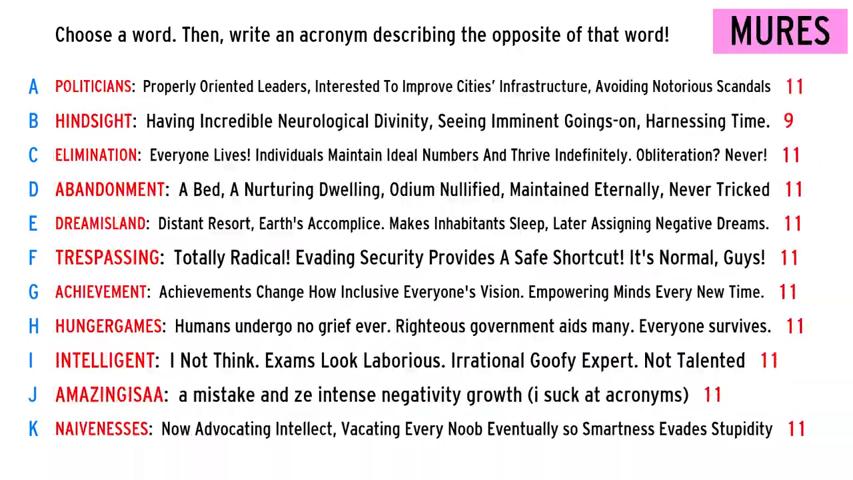 Choose a word. Then, write an acronym describing the opposite of that word!
MURES
A POLITICIANS: Properly Oriented Leaders, Interested To Improve Cities' Infrastructure, Avoiding Notorious Scandals 11
B HINDSIGHT: Having Incredible Neurological Divinity, Seeing Imminent Goings-on, Harnessing Time. 9
C ELIMINATION: Everyone Lives! Individuals Maintain Ideal Numbers And Thrive Indefinitely. Obliteration? Never! 11
D ABANDONMENT: A Bed, A Nurturing Dwelling, Odium Nullified, Maintained Eternally, Never Tricked 11
E DREAMISLAND: Distant Resort, Earth's Accomplice. Makes Inhabitants Sleep, Later Assigning Negative Dreams. 11
F TRESPASSING: Totally Radical! Evading Security Provides A Safe Shortcut! It's Normal, Guys! 11
G ACHIEVEMENT: Achievements Change How Inclusive Everyone's Vision. Empowering Minds Every New Time. 11
H HUNGERGAMES: Humans undergo no grief ever. Righteous government aids many. Everyone survives. 11
I INTELLIGENT: I Not Think. Exams Look Laborious. Irrational Goofy Expert. Not Talented 11
J AMAZINGISAA: a mistake and ze intense negativity growth (i suck at acronyms) 11
K NAIVENESSES: Now Advocating Intellect, Vacating Every Noob Eventually so Smartness Evades Stupidity 11